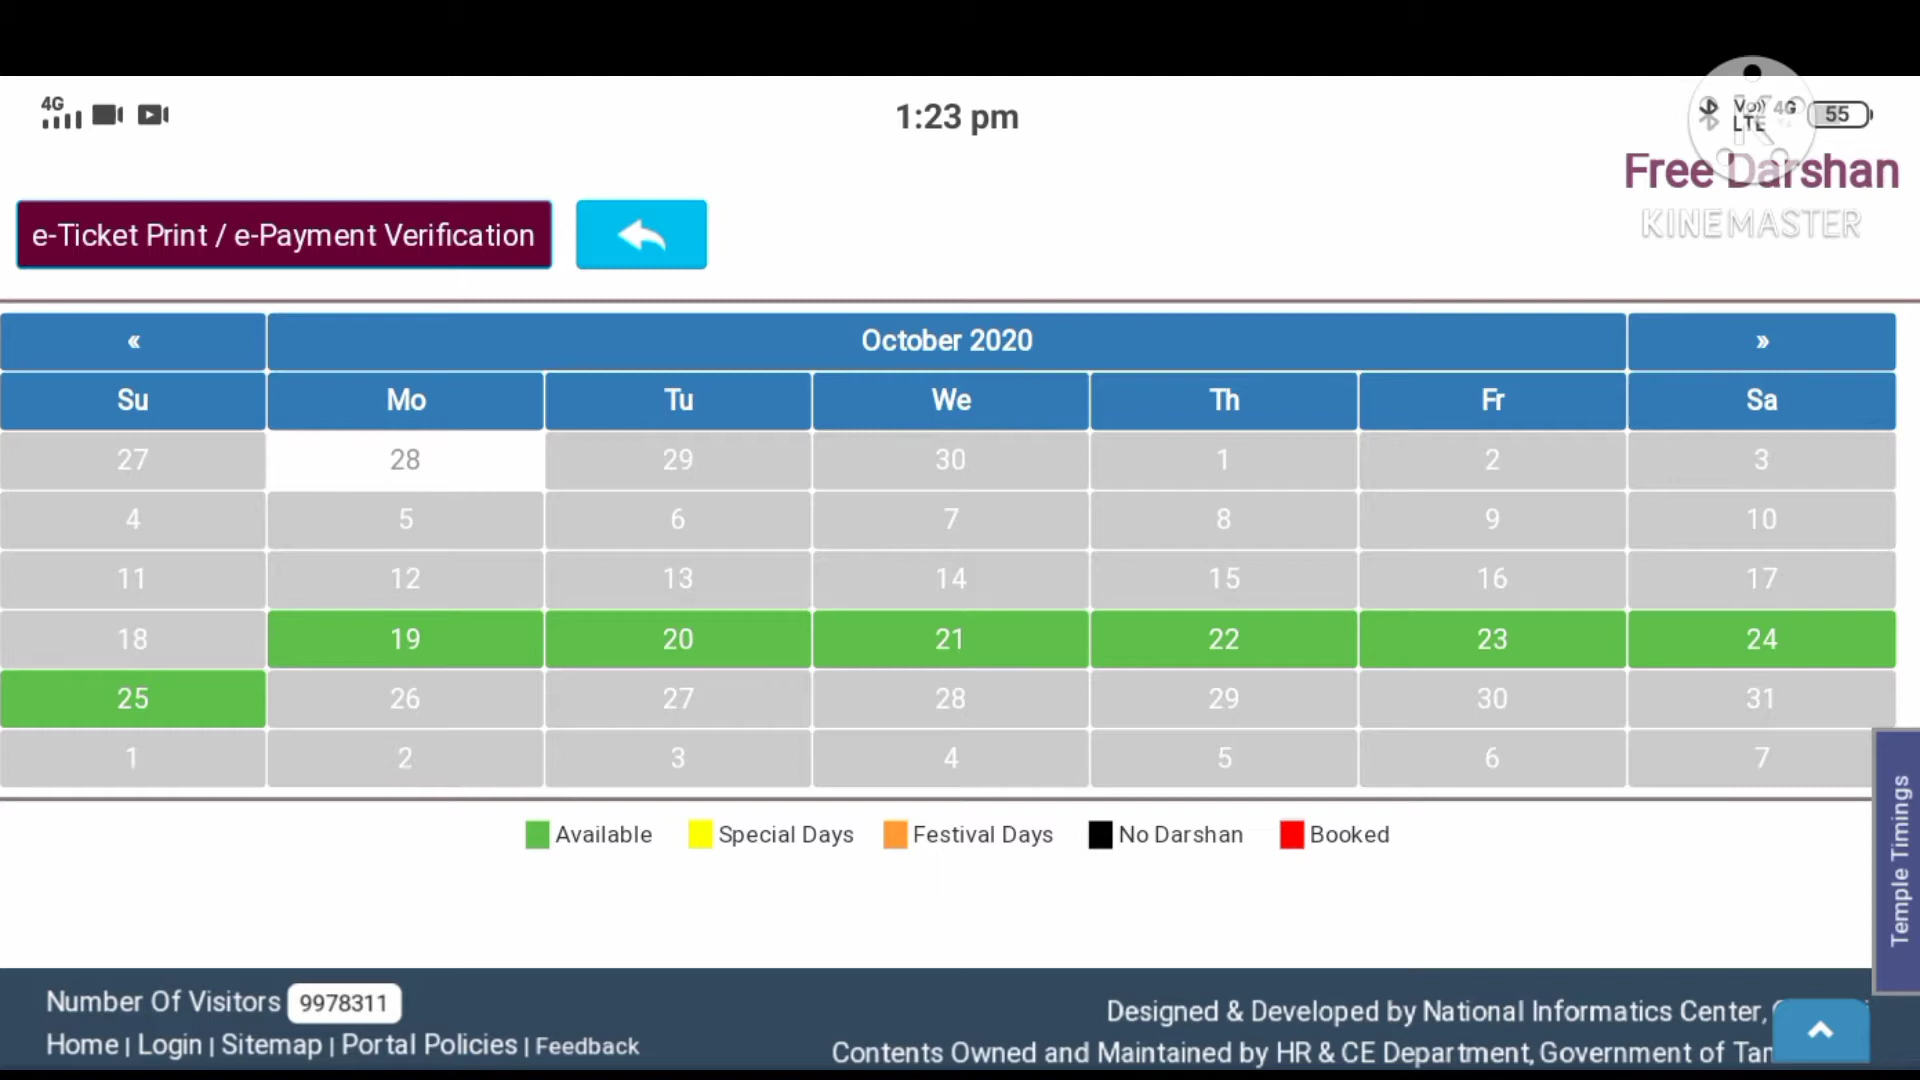 4G 1:23 pm Vo)) LTE 4G 55
Free Darshan
e-Ticket Print / e-Payment Verification
KINEMASTER
« October 2020 »
Su Mo Tu We Th Fr Sa
27 28 29 30 1 2 3
4 5 6 7 8 9 10
11 12 13 14 15 16 17
18 19 20 21 22 23 24
25 26 27 28 29 30 31
1 2 3 4 5 6 7
Temple Timings
Available Special Days Festival Days No Darshan Booked
Number Of Visitors 9978311
Designed & Developed by National Informatics Center,
Home | Login | Sitemap | Portal Policies | Feedback
Contents Owned and Maintained by HR & CE Department, Government of